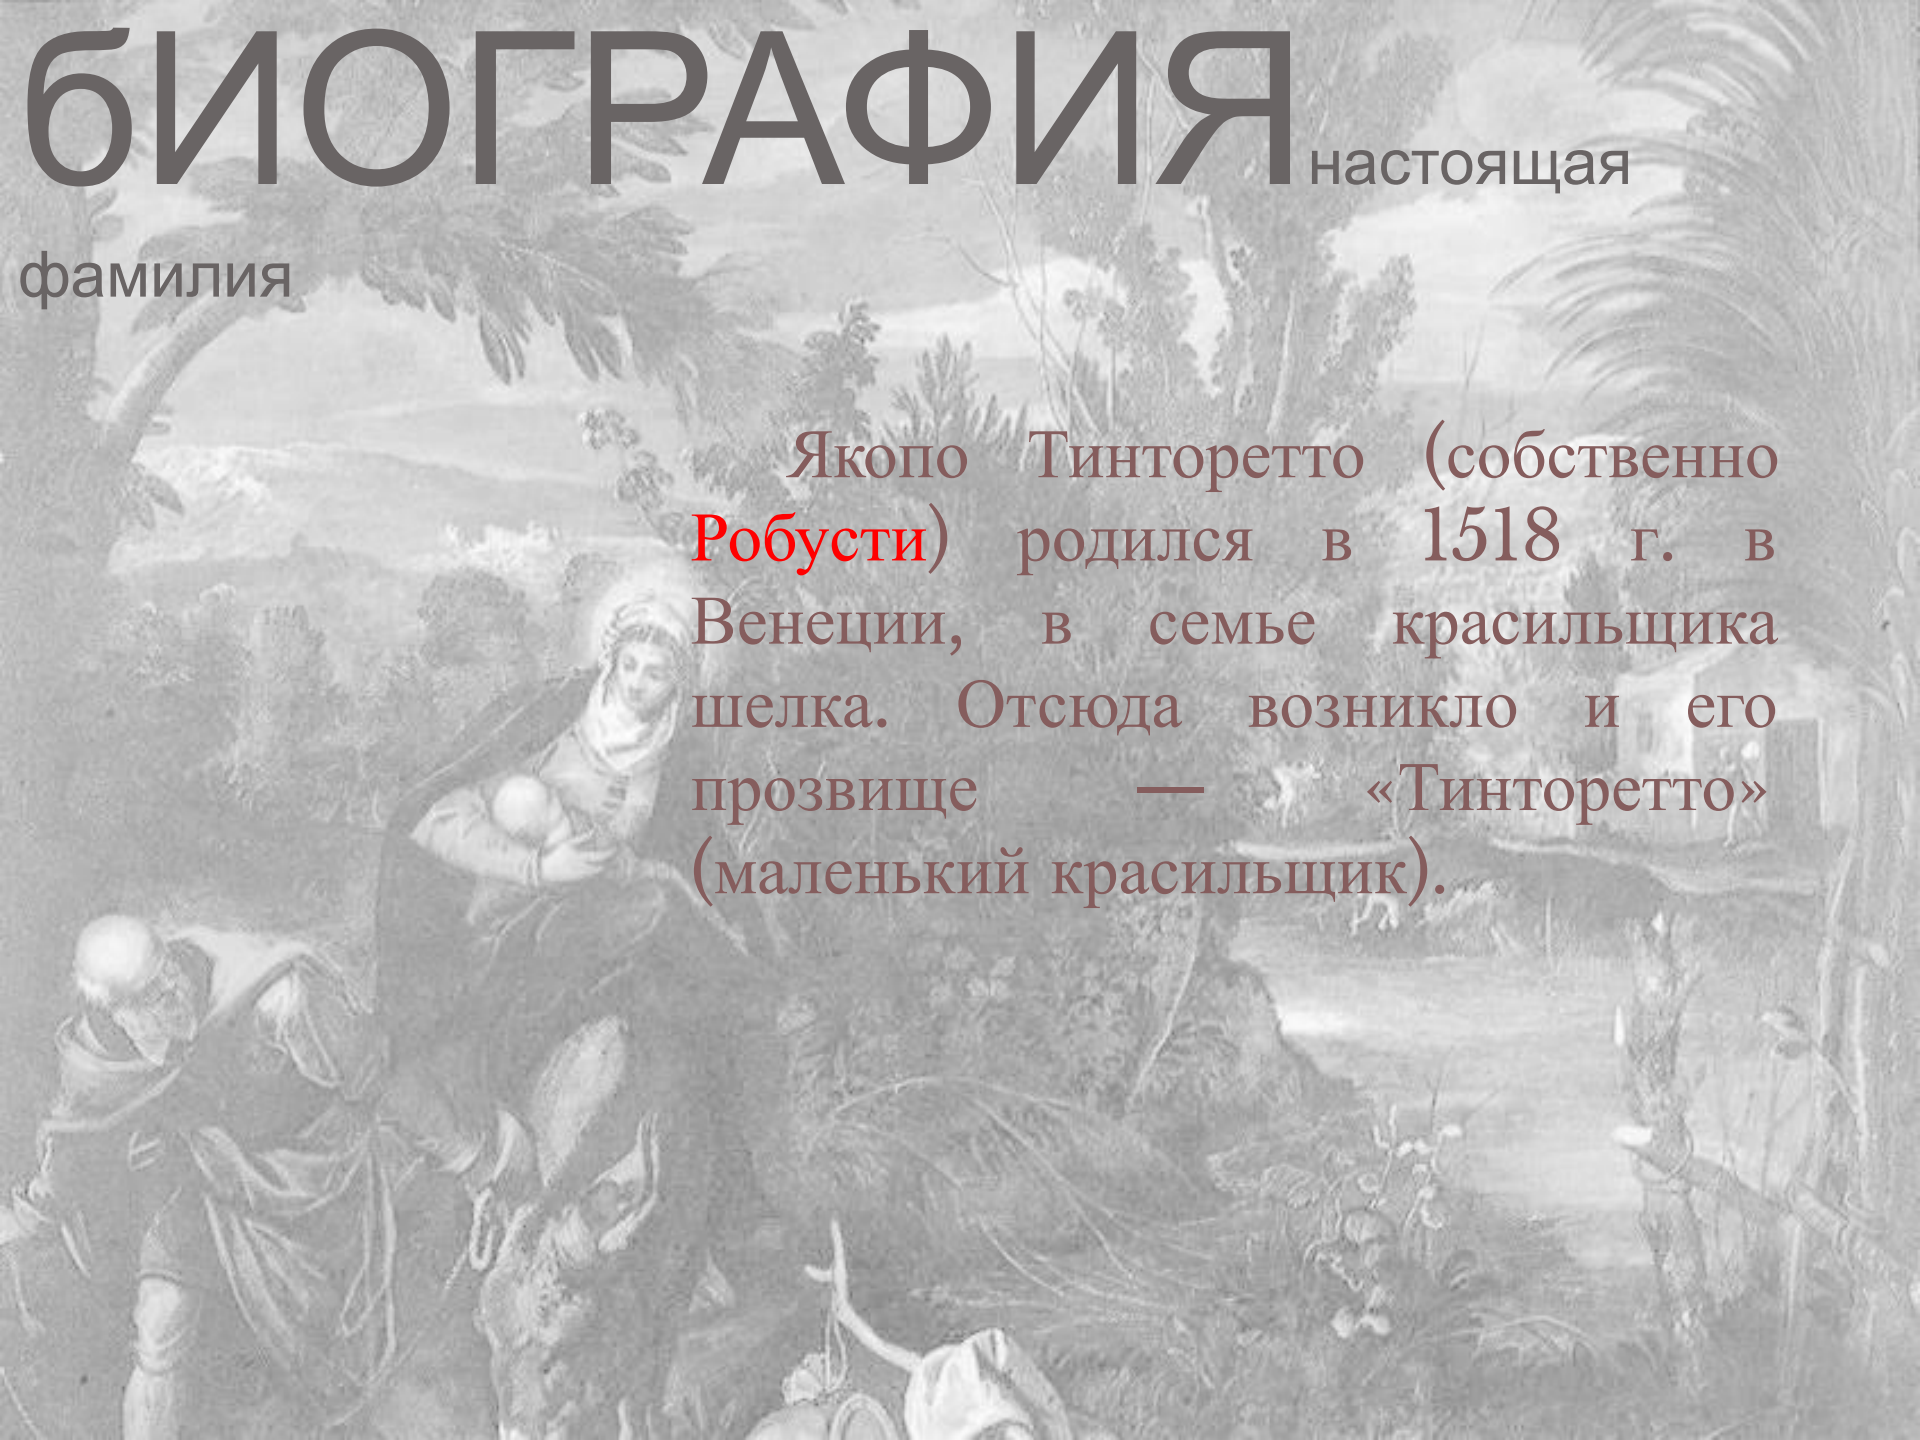 бИОГРАФИЯ настоящая
фамилия
Якопо Тинторетто (собственно
Робусти) родился в 1518 г. в
Венеции, в семье красильщика
шелка. Отсюда возникло и его
прозвище — «Тинторетто»
(маленький красильщик).